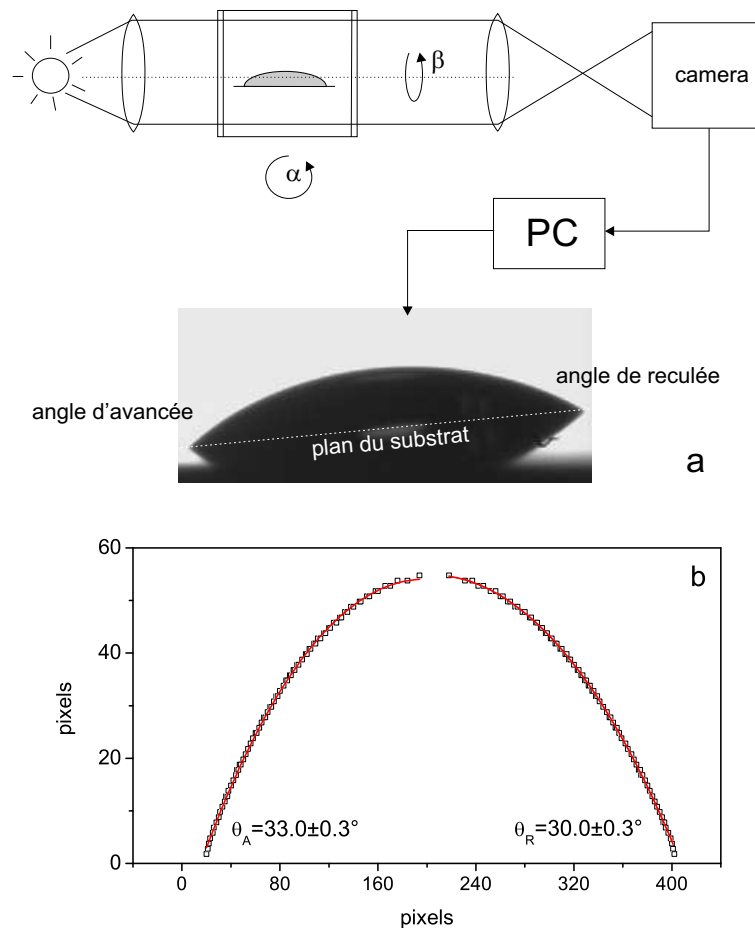 β
camera
α
PC
angle de reculée
angle d'avancée
plan du substrat
a
60
b
40
pixels
20
θA=33.0±0.3° θR=30.0±0.3°
0
0 80 160 240 320 400
pixels